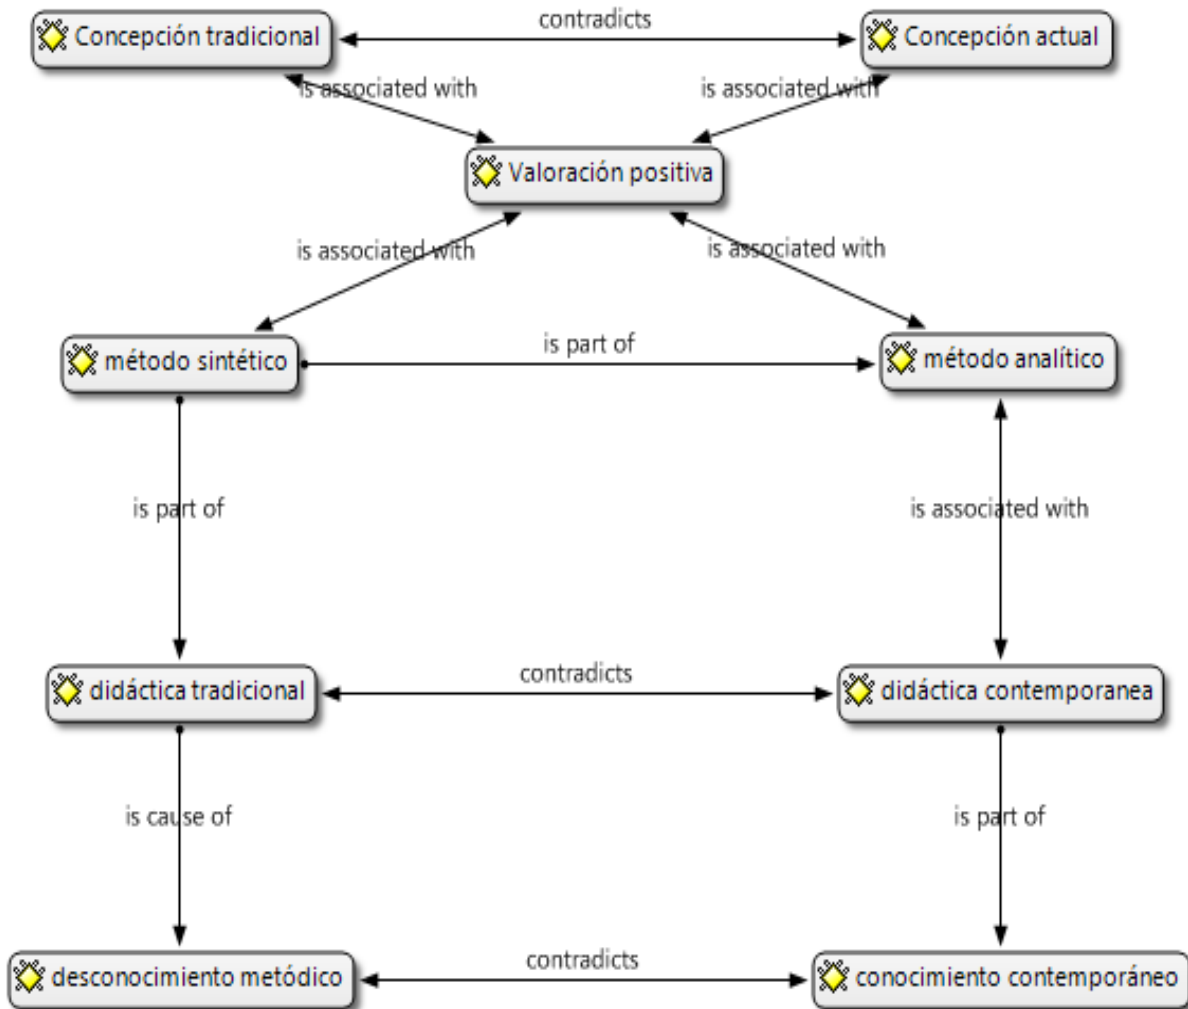 contradicts
Concepción tradicional
Concepción actual
is associated with
is associated with
Valoración positiva
is associated with
is associated with
método sintético
is part of
método analítico
is part of
is associated with
didáctica tradicional
contradicts
didáctica contemporanea
is cause of
is part of
desconocimiento metódico
contradicts
conocimiento contemporáneo